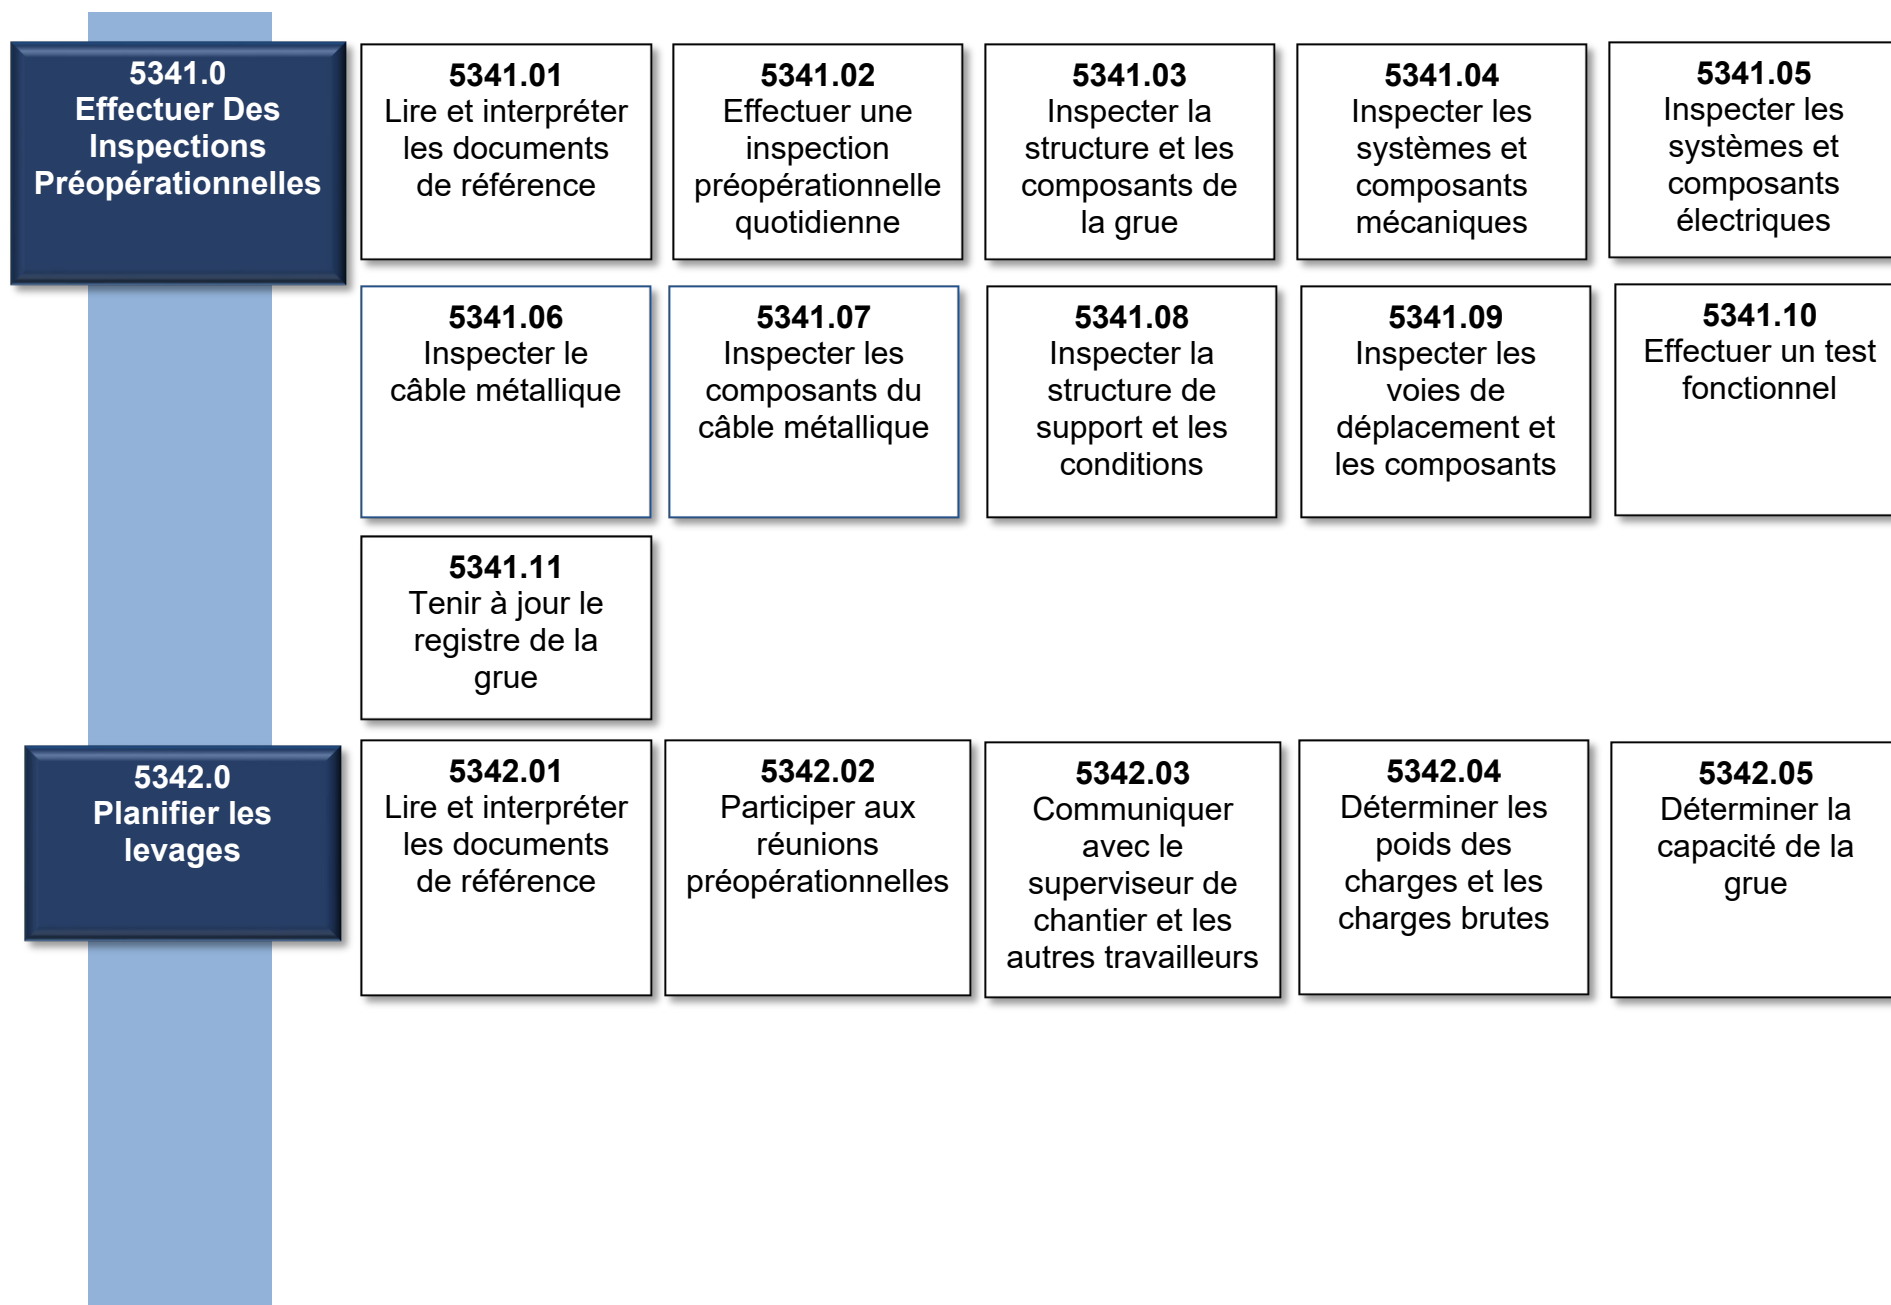 5341.0
Effectuer Des
Inspections
Préopérationnelles
5341.01
Lire et interpréter
les documents
de référence
5341.02
Effectuer une
inspection
préopérationnelle
quotidienne
5341.03
Inspecter la
structure et les
composants de
la grue
5341.04
Inspecter les
systèmes et
composants
mécaniques
5341.05
Inspecter les
systèmes et
composants
électriques
5341.06
Inspecter le
câble métallique
5341.07
Inspecter les
composants du
câble métallique
5341.08
Inspecter la
structure de
support et les
conditions
5341.09
Inspecter les
voies de
déplacement et
les composants
5341.10
Effectuer un test
fonctionnel
5341.11
Tenir à jour le
registre de la
grue
5342.0
Planifier les
levages
5342.01
Lire et interpréter
les documents
de référence
5342.02
Participer aux
réunions
préopérationnelles
5342.03
Communiquer
avec le
superviseur de
chantier et les
autres travailleurs
5342.04
Déterminer les
poids des
charges et les
charges brutes
5342.05
Déterminer la
capacité de la
grue